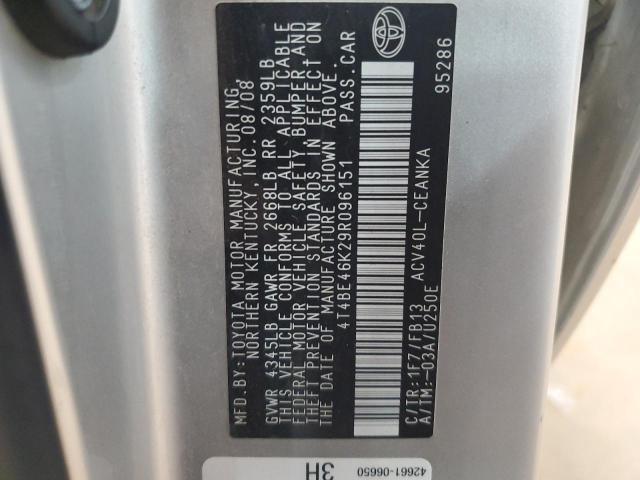 MFD. BY: TOYOTA MOTOR MANUFACTURING,
NORTHERN KENTUCKY, INC. 08/08
GVWR 4345LB GAWR FR 2668LB RR 2359LB
THIS VEHICLE CONFORMS TO ALL APPLICABLE
FEDERAL MOTOR VEHICLE SAFETY, BUMPER, AND
THEFT PREVENTION STANDARDS IN EFFECT ON
THE DATE OF MANUFACTURE SHOWN ABOVE.
4T4BE46K29R096151 PASS. CAR
C/TR: 1F7/FB13 ACV40L-CEANKA
A/TM: -03A/U250E
95286
42661-06650
3H